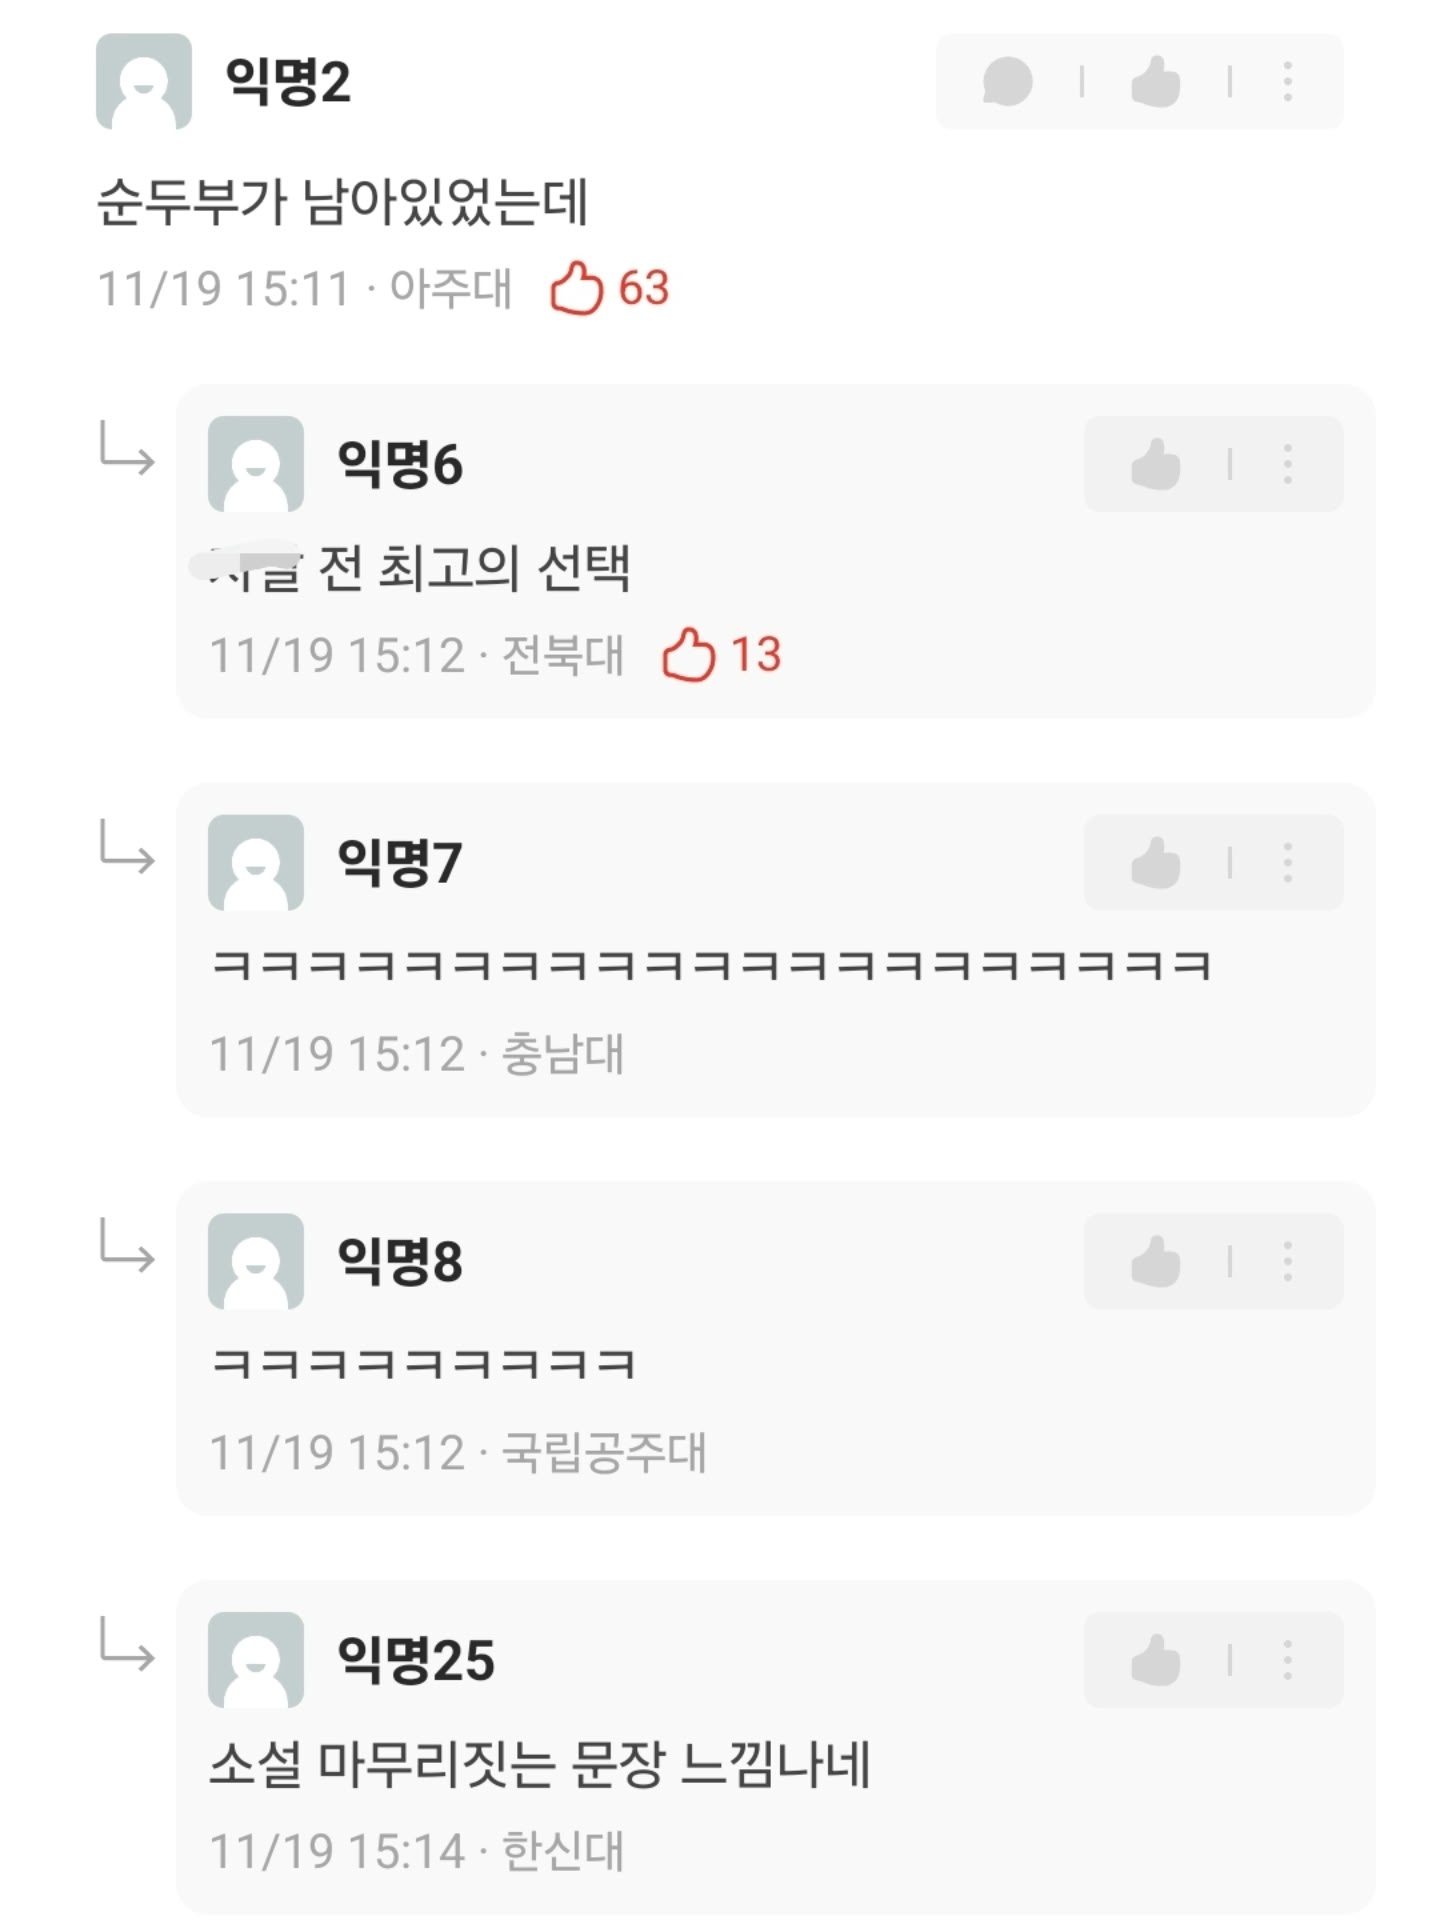 익명2
순두부가 남아있었는데
11/19 15:11 · 아주대 63
익명6
전 최고의 선택
11/19 15:12 · 전북대 13
익명7
ㅋㅋㅋㅋㅋㅋㅋㅋㅋㅋㅋㅋㅋㅋㅋㅋㅋㅋㅋㅋㅋ
11/19 15:12 · 충남대
익명8
ㅋㅋㅋㅋㅋㅋㅋㅋㅋ
11/19 15:12 · 국립공주대
익명25
소설 마무리짓는 문장 느낌나네
11/19 15:14 · 한신대